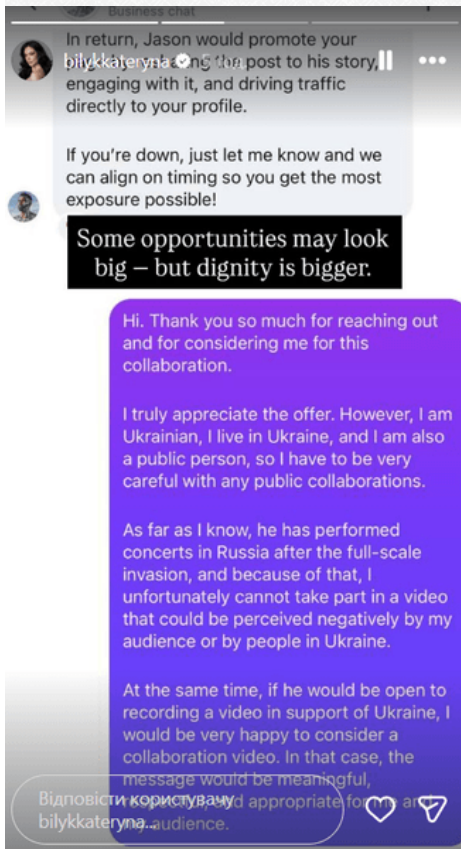 Business chat
In return, Jason would promote your
bilykkateryna
the post to his story,
engaging with it, and driving traffic
directly to your profile.
If you're down, just let me know and we
can align on timing so you get the most
exposure possible!
Some opportunities may look
big – but dignity is bigger.
Hi. Thank you so much for reaching out
and for considering me for this
collaboration.
I truly appreciate the offer. However, I am
Ukrainian, I live in Ukraine, and I am also
a public person, so I have to be very
careful with any public collaborations.
As far as I know, he has performed
concerts in Russia after the full-scale
invasion, and because of that, I
unfortunately cannot take part in a video
that could be perceived negatively by my
audience or by people in Ukraine.
At the same time, if he would be open to
recording a video in support of Ukraine, I
would be very happy to consider a
collaboration video. In that case, the
message would be meaningful,
Відповісти користувачу
appropriate for me and
bilykkateryna...
my audience.